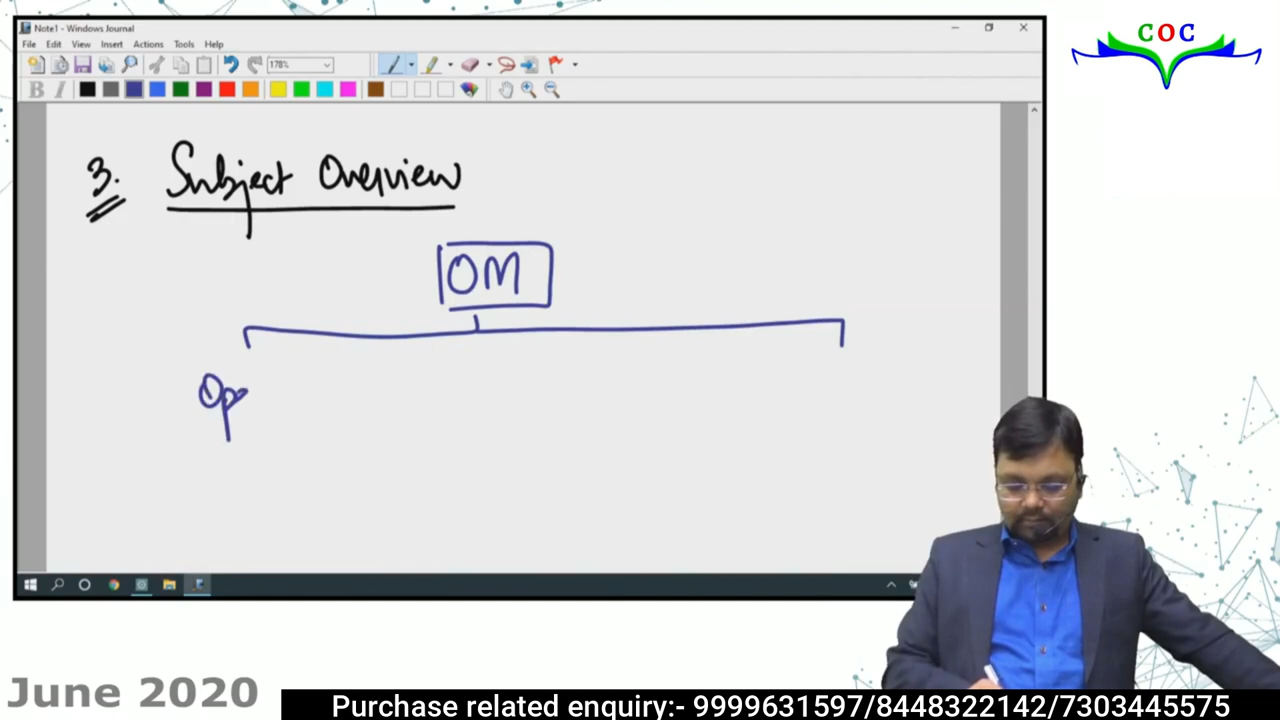 Note1 - Windows Journal
COC
File Edit View Insert Actions Tools Help
178%
B I
3. Subject Overview
OM
Op
June 2020
Purchase related enquiry:- 9999631597/8448322142/7303445575